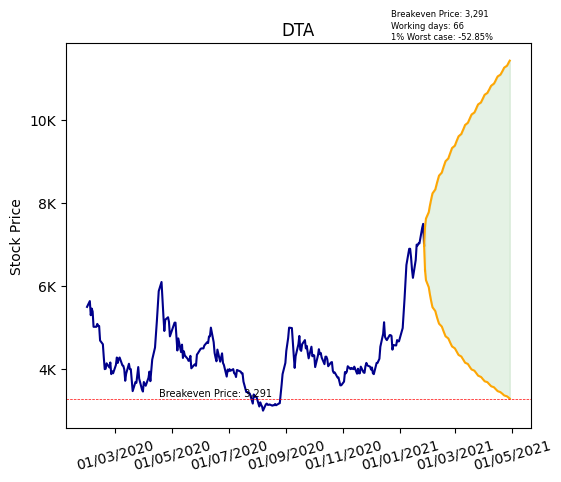 Breakeven Price: 3,291
Working days: 66
1% Worst case: -52.85%
DTA
Stock Price
10K
8K
6K
4K
Breakeven Price: 3,291
01/03/2020
01/05/2020
01/07/2020
01/09/2020
01/11/2020
01/01/2021
01/03/2021
01/05/2021